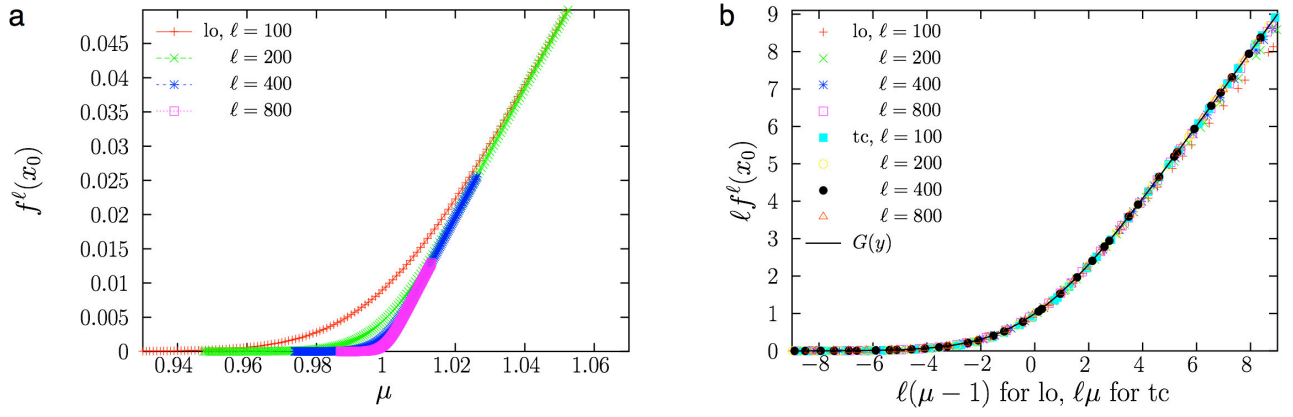 a
0.045
0.04
0.035
0.03
0.025
0.02
0.015
0.01
0.005
0
f^ℓ(x₀)
lo, ℓ = 100
ℓ = 200
ℓ = 400
ℓ = 800
0.94 0.96 0.98 1 1.02 1.04 1.06
μ
b
9
8
7
6
5
4
3
2
1
0
ℓf^ℓ(x₀)
lo, ℓ = 100
ℓ = 200
ℓ = 400
ℓ = 800
tc, ℓ = 100
ℓ = 200
ℓ = 400
ℓ = 800
G(y)
−8 −6 −4 −2 0 2 4 6 8
ℓ(μ − 1) for lo, ℓμ for tc